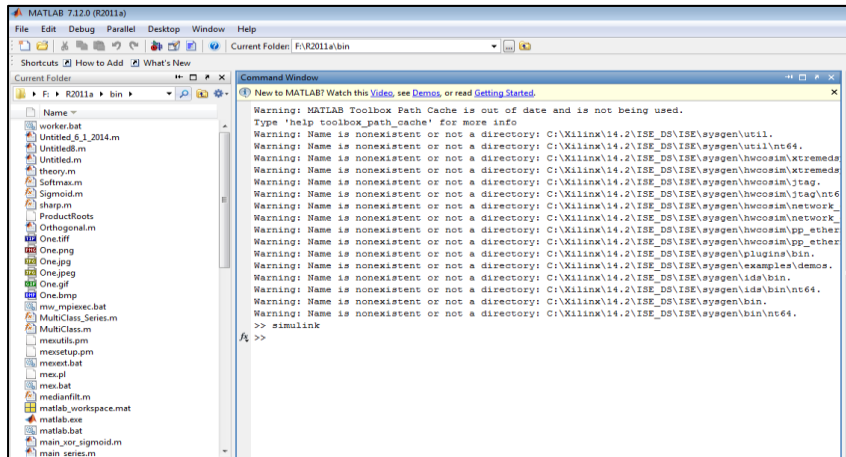 MATLAB 7.12.0 (R2011a)
File Edit Debug Parallel Desktop Window Help
Current Folder: F:\R2011a\bin
Shortcuts How to Add What's New
Current Folder
F: R2011a bin
Name
worker.bat
Untitled_6_1_2014.m
Untitled8.m
Untitled.m
theory.m
Softmax.m
Sigmoid.m
sharp.m
ProductRoots
Orthogonal.m
One.tiff
One.png
One.jpg
One.jpeg
One.gif
One.bmp
mw_mpiexec.bat
MultiClass_Series.m
MultiClass.m
mexutils.pm
mexsetup.pm
mexext.bat
mex.pl
mex.bat
medianfilt.m
matlab_workspace.mat
matlab.exe
matlab.bat
main_xor_sigmoid.m
main_series.m
Command Window
New to MATLAB? Watch this Video, see Demos, or read Getting Started.
Warning: MATLAB Toolbox Path Cache is out of date and is not being used.
Type 'help toolbox_path_cache' for more info
Warning: Name is nonexistent or not a directory: C:\Xilinx\14.2\ISE_DS\ISE\sysgen\util.
Warning: Name is nonexistent or not a directory: C:\Xilinx\14.2\ISE_DS\ISE\sysgen\util\nt64.
Warning: Name is nonexistent or not a directory: C:\Xilinx\14.2\ISE_DS\ISE\sysgen\hwcosim\xtremeds
Warning: Name is nonexistent or not a directory: C:\Xilinx\14.2\ISE_DS\ISE\sysgen\hwcosim\xtremeds
Warning: Name is nonexistent or not a directory: C:\Xilinx\14.2\ISE_DS\ISE\sysgen\hwcosim\jtag.
Warning: Name is nonexistent or not a directory: C:\Xilinx\14.2\ISE_DS\ISE\sysgen\hwcosim\jtag\nt6
Warning: Name is nonexistent or not a directory: C:\Xilinx\14.2\ISE_DS\ISE\sysgen\hwcosim\network_
Warning: Name is nonexistent or not a directory: C:\Xilinx\14.2\ISE_DS\ISE\sysgen\hwcosim\network_
Warning: Name is nonexistent or not a directory: C:\Xilinx\14.2\ISE_DS\ISE\sysgen\hwcosim\pp_ether
Warning: Name is nonexistent or not a directory: C:\Xilinx\14.2\ISE_DS\ISE\sysgen\hwcosim\pp_ether
Warning: Name is nonexistent or not a directory: C:\Xilinx\14.2\ISE_DS\ISE\sysgen\plugins\bin.
Warning: Name is nonexistent or not a directory: C:\Xilinx\14.2\ISE_DS\ISE\sysgen\examples\demos.
Warning: Name is nonexistent or not a directory: C:\Xilinx\14.2\ISE_DS\ISE\sysgen\ids\bin.
Warning: Name is nonexistent or not a directory: C:\Xilinx\14.2\ISE_DS\ISE\sysgen\ids\bin\nt64.
Warning: Name is nonexistent or not a directory: C:\Xilinx\14.2\ISE_DS\ISE\sysgen\bin.
Warning: Name is nonexistent or not a directory: C:\Xilinx\14.2\ISE_DS\ISE\sysgen\bin\nt64.
>> simulink
fx >>